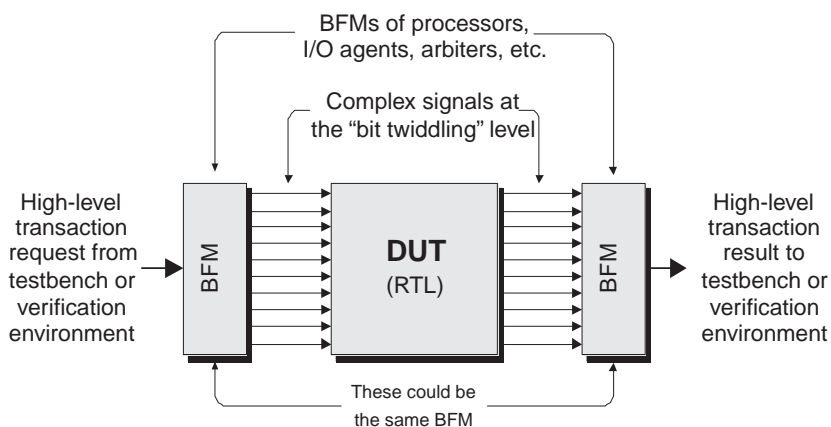 BFMs of processors,
I/O agents, arbiters, etc.
Complex signals at
the “bit twiddling” level
High-level
transaction
request from
testbench or
verification
environment
BFM
DUT
(RTL)
BFM
High-level
transaction
result to
testbench or
verification
environment
These could be
the same BFM